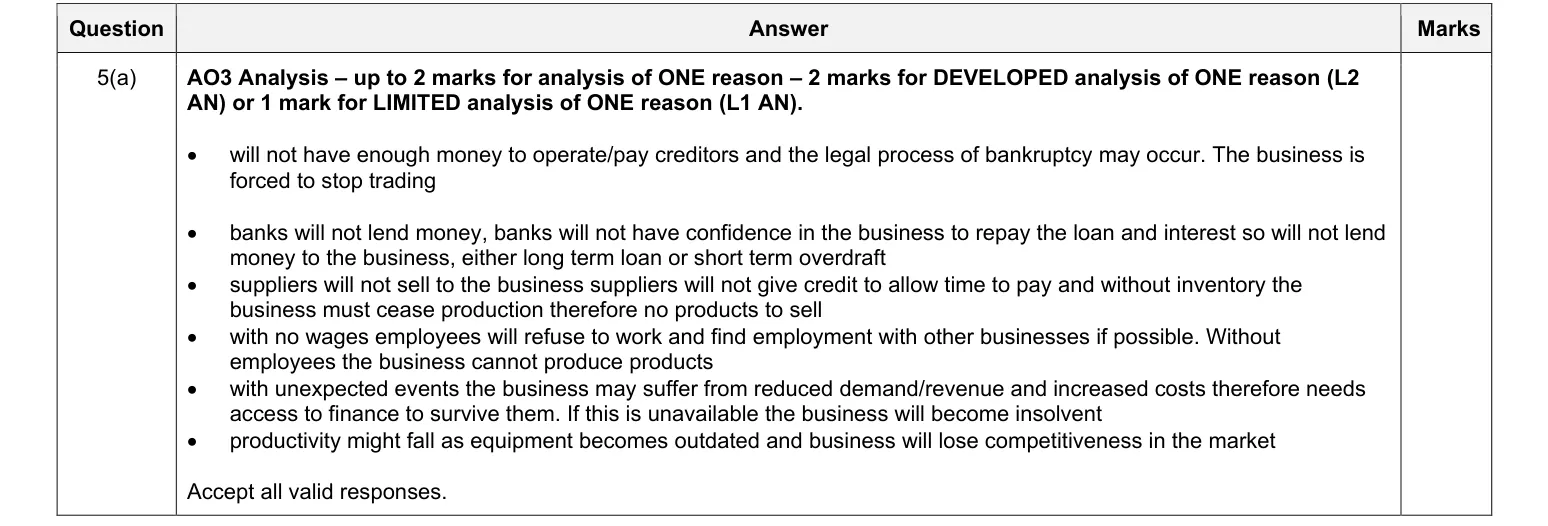 Question Answer Marks
5(a) AO3 Analysis – up to 2 marks for analysis of ONE reason – 2 marks for DEVELOPED analysis of ONE reason (L2
AN) or 1 mark for LIMITED analysis of ONE reason (L1 AN).
• will not have enough money to operate/pay creditors and the legal process of bankruptcy may occur. The business is
forced to stop trading
• banks will not lend money, banks will not have confidence in the business to repay the loan and interest so will not lend
money to the business, either long term loan or short term overdraft
• suppliers will not sell to the business suppliers will not give credit to allow time to pay and without inventory the
business must cease production therefore no products to sell
• with no wages employees will refuse to work and find employment with other businesses if possible. Without
employees the business cannot produce products
• with unexpected events the business may suffer from reduced demand/revenue and increased costs therefore needs
access to finance to survive them. If this is unavailable the business will become insolvent
• productivity might fall as equipment becomes outdated and business will lose competitiveness in the market
Accept all valid responses.